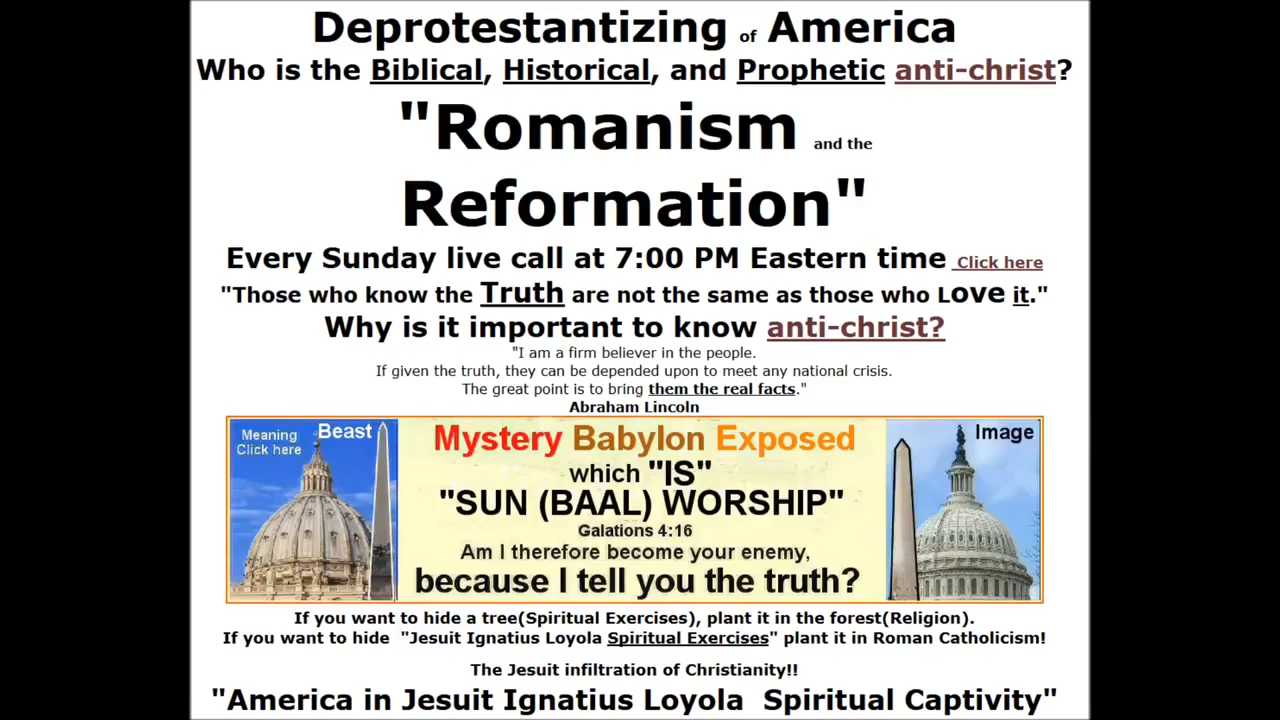 Deprotestantizing of America
Who is the Biblical, Historical, and Prophetic anti-christ?
"Romanism and the
Reformation"
Every Sunday live call at 7:00 PM Eastern time Click here
"Those who know the Truth are not the same as those who Love it."
Why is it important to know anti-christ?
"I am a firm believer in the people.
If given the truth, they can be depended upon to meet any national crisis.
The great point is to bring them the real facts."
Abraham Lincoln
Meaning
Click here
Beast
Mystery Babylon Exposed
which "IS"
"SUN (BAAL) WORSHIP"
Galations 4:16
Am I therefore become your enemy,
because I tell you the truth?
Image
If you want to hide a tree(Spiritual Exercises), plant it in the forest(Religion).
If you want to hide "Jesuit Ignatius Loyola Spiritual Exercises" plant it in Roman Catholicism!
The Jesuit infiltration of Christianity!!
"America in Jesuit Ignatius Loyola Spiritual Captivity"